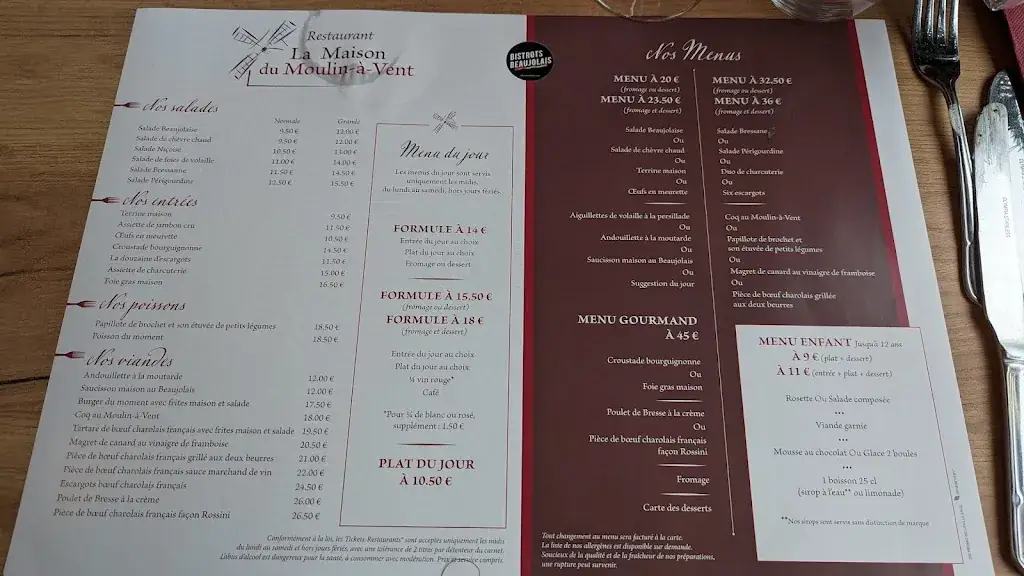 Restaurant
La Maison
du Moulin-à-Vent
BISTROTS
BEAUJOLAIS
Nos salades
Normale Grande
Salade Beaujolaise 9.50 € 12.00 €
Salade de chèvre chaud 9.50 € 12.00 €
Salade Niçoise 10.50 € 13.00 €
Salade de foies de volaille 11.00 € 14.00 €
Salade Bressanne 11.50 € 14.50 €
Salade Périgourdine 12.50 € 15.50 €
Nos entrées
Terrine maison 9.50 €
Assiette de jambon cru 11.50 €
Œufs en meurette 10.50 €
Croustade bourguignonne 14.50 €
La douzaine d'escargots 11.50 €
Assiette de charcuterie 15.00 €
Foie gras maison 16.50 €
Nos poissons
Papillote de brochet et son étuvée de petits légumes 18.50 €
Poisson du moment 18.50 €
Nos viandes
Andouillette à la moutarde 12.00 €
Saucisson maison au Beaujolais 12.00 €
Burger du moment avec frites maison et salade 17.50 €
Coq au Moulin-à-Vent 18.00 €
Tartare de bœuf charolais français avec frites maison et salade 19.50 €
Magret de canard au vinaigre de framboise 20.50 €
Pièce de bœuf charolais français grillé aux deux beurres 21.00 €
Pièce de bœuf charolais français sauce marchand de vin 22.00 €
Escargots bœuf charolais français 24.50 €
Poulet de Bresse à la crème 26.00 €
Pièce de bœuf charolais français façon Rossini 26.50 €
Menu du jour
Les menus du jour sont servis
uniquement les midis,
du lundi au samedi, hors jours fériés.
FORMULE À 14 €
Entrée du jour au choix
Plat du jour au choix
Fromage ou dessert
FORMULE À 15.50 €
(fromage ou dessert)
FORMULE À 18 €
(fromage et dessert)
Entrée du jour au choix
Plat du jour au choix
¼ vin rouge*
Café
*Pour ¼ de blanc ou rosé,
supplément : 1.50 €
PLAT DU JOUR
À 10.50 €
Conformément à la loi, les Tickets-Restaurants® sont acceptés uniquement les midis
du lundi au samedi et hors jours fériés, avec une tolérance de 2 titres par détenteur du carnet.
L'abus d'alcool est dangereux pour la santé, à consommer avec modération. Prix et service compris.
Nos Menus
MENU À 20 €
(fromage ou dessert)
MENU À 23.50 €
(fromage et dessert)
Salade Beaujolaise
Ou
Salade de chèvre chaud
Ou
Terrine maison
Ou
Œufs en meurette
Aiguillettes de volaille à la persillade
Ou
Andouillette à la moutarde
Ou
Saucisson maison au Beaujolais
Ou
Suggestion du jour
MENU À 32.50 €
(fromage ou dessert)
MENU À 36 €
(fromage et dessert)
Salade Bressane
Ou
Salade Périgourdine
Ou
Duo de charcuterie
Ou
Six escargots
Coq au Moulin-à-Vent
Ou
Papillote de brochet et
son étuvée de petits légumes
Ou
Magret de canard au vinaigre de framboise
Ou
Pièce de bœuf charolais grillée
aux deux beurres
MENU GOURMAND
À 45 €
Croustade bourguignonne
Ou
Foie gras maison
Poulet de Bresse à la crème
Ou
Pièce de bœuf charolais français
façon Rossini
Fromage
Carte des desserts
Tout changement au menu sera facturé à la carte.
La liste de nos allergènes est disponible sur demande.
Soucieux de la qualité et de la fraîcheur de nos préparations,
une rupture peut survenir.
MENU ENFANT Jusqu'à 12 ans
À 9 € (plat + dessert)
À 11 € (entrée + plat + dessert)
Rosette Ou Salade composée
•••
Viande garnie
•••
Mousse au chocolat Ou Glace 2 boules
•••
1 boisson 25 cl
(sirop à l'eau** ou limonade)
**Nos sirops sont servis sans distinction de marque